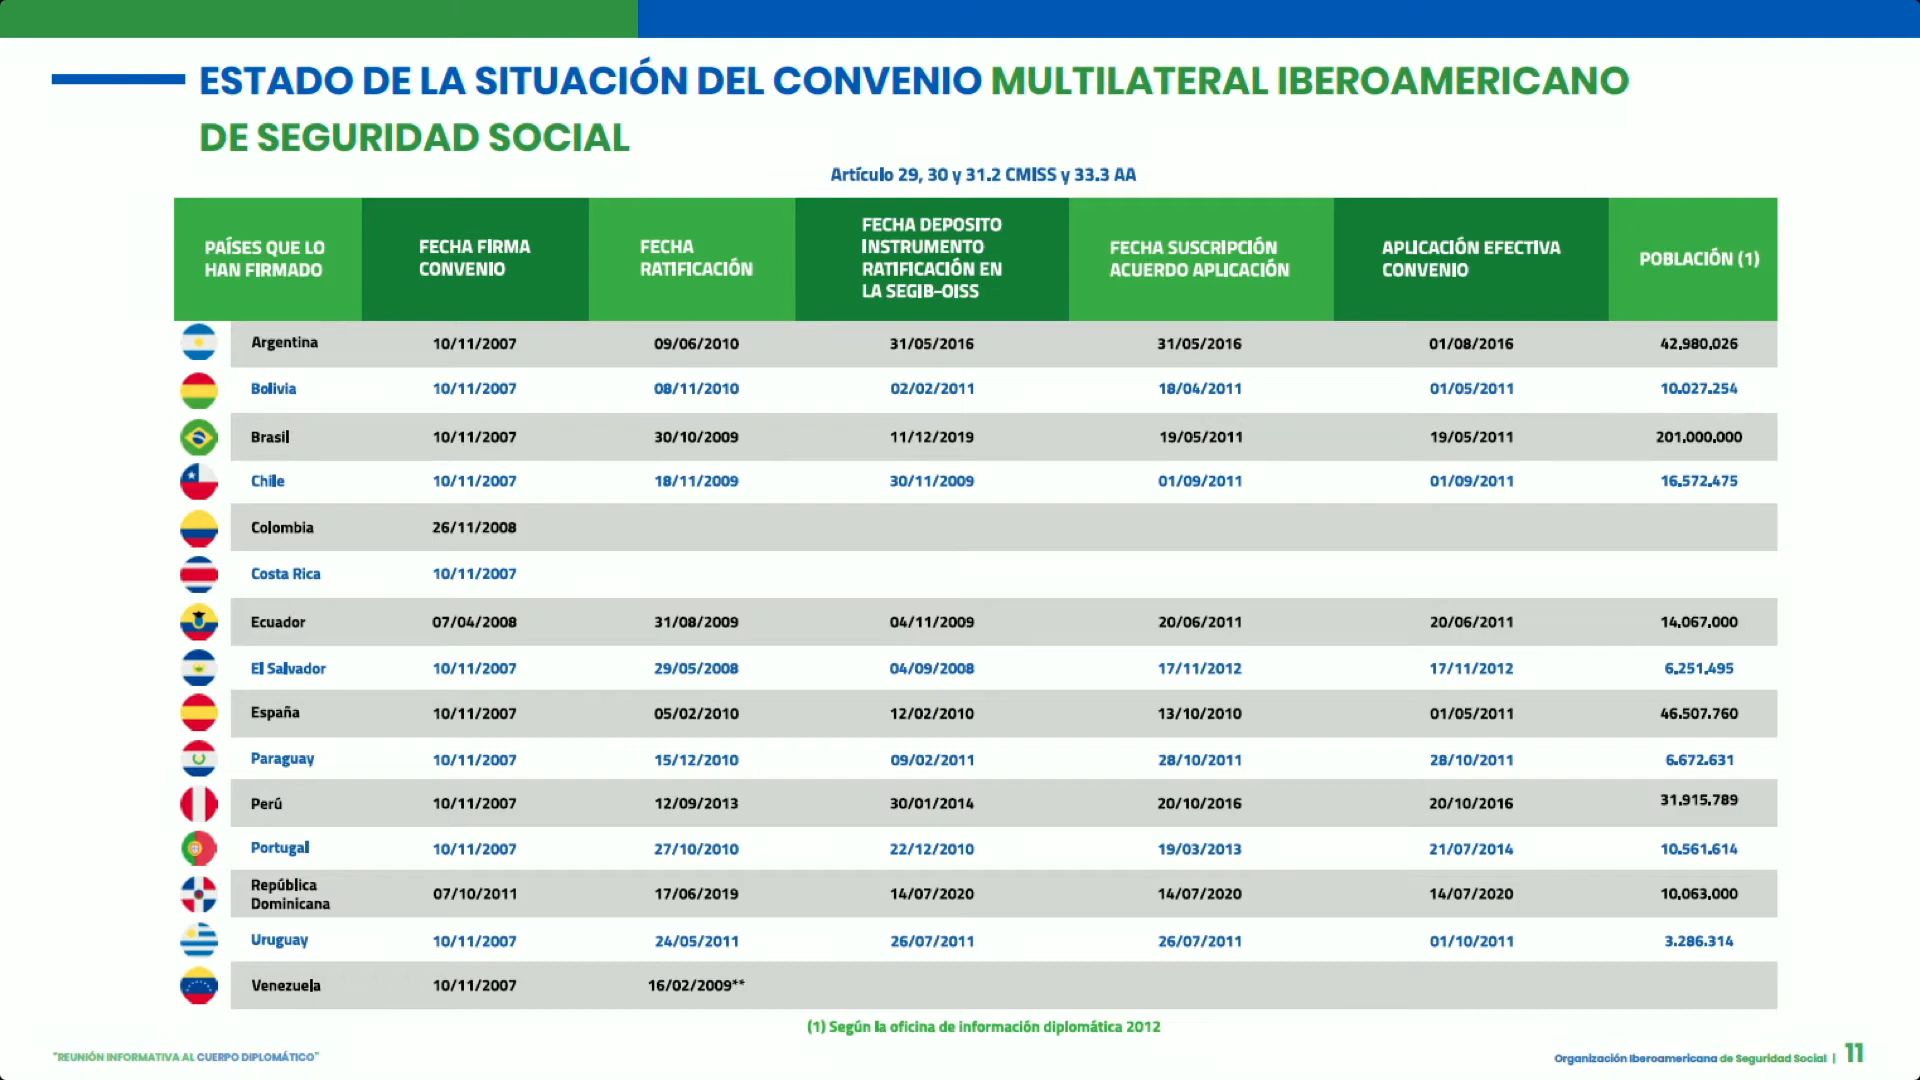 ESTADO DE LA SITUACIÓN DEL CONVENIO MULTILATERAL IBEROAMERICANO
DE SEGURIDAD SOCIAL
Artículo 29, 30 y 31.2 CMISS y 33.3 AA
PAÍSES QUE LO
HAN FIRMADO
FECHA FIRMA
CONVENIO
FECHA
RATIFICACIÓN
FECHA DEPOSITO
INSTRUMENTO
RATIFICACIÓN EN
LA SEGIB-OISS
FECHA SUSCRIPCIÓN
ACUERDO APLICACIÓN
APLICACIÓN EFECTIVA
CONVENIO
POBLACIÓN (1)
Argentina 10/11/2007 09/06/2010 31/05/2016 31/05/2016 01/08/2016 42.980.026
Bolivia 10/11/2007 08/11/2010 02/02/2011 18/04/2011 01/05/2011 10.027.254
Brasil 10/11/2007 30/10/2009 11/12/2019 19/05/2011 19/05/2011 201.000.000
Chile 10/11/2007 18/11/2009 30/11/2009 01/09/2011 01/09/2011 16.572.475
Colombia 26/11/2008
Costa Rica 10/11/2007
Ecuador 07/04/2008 31/08/2009 04/11/2009 20/06/2011 20/06/2011 14.067.000
El Salvador 10/11/2007 29/05/2008 04/09/2008 17/11/2012 17/11/2012 6.251.495
España 10/11/2007 05/02/2010 12/02/2010 13/10/2010 01/05/2011 46.507.760
Paraguay 10/11/2007 15/12/2010 09/02/2011 28/10/2011 28/10/2011 6.672.631
Perú 10/11/2007 12/09/2013 30/01/2014 20/10/2016 20/10/2016 31.915.789
Portugal 10/11/2007 27/10/2010 22/12/2010 19/03/2013 21/07/2014 10.561.614
República
Dominicana 07/10/2011 17/06/2019 14/07/2020 14/07/2020 14/07/2020 10.063.000
Uruguay 10/11/2007 24/05/2011 26/07/2011 26/07/2011 01/10/2011 3.286.314
Venezuela 10/11/2007 16/02/2009**
(1) Según la oficina de información diplomática 2012
"REUNIÓN INFORMATIVA AL CUERPO DIPLOMÁTICO"
Organización Iberoamericana de Seguridad Social | 11